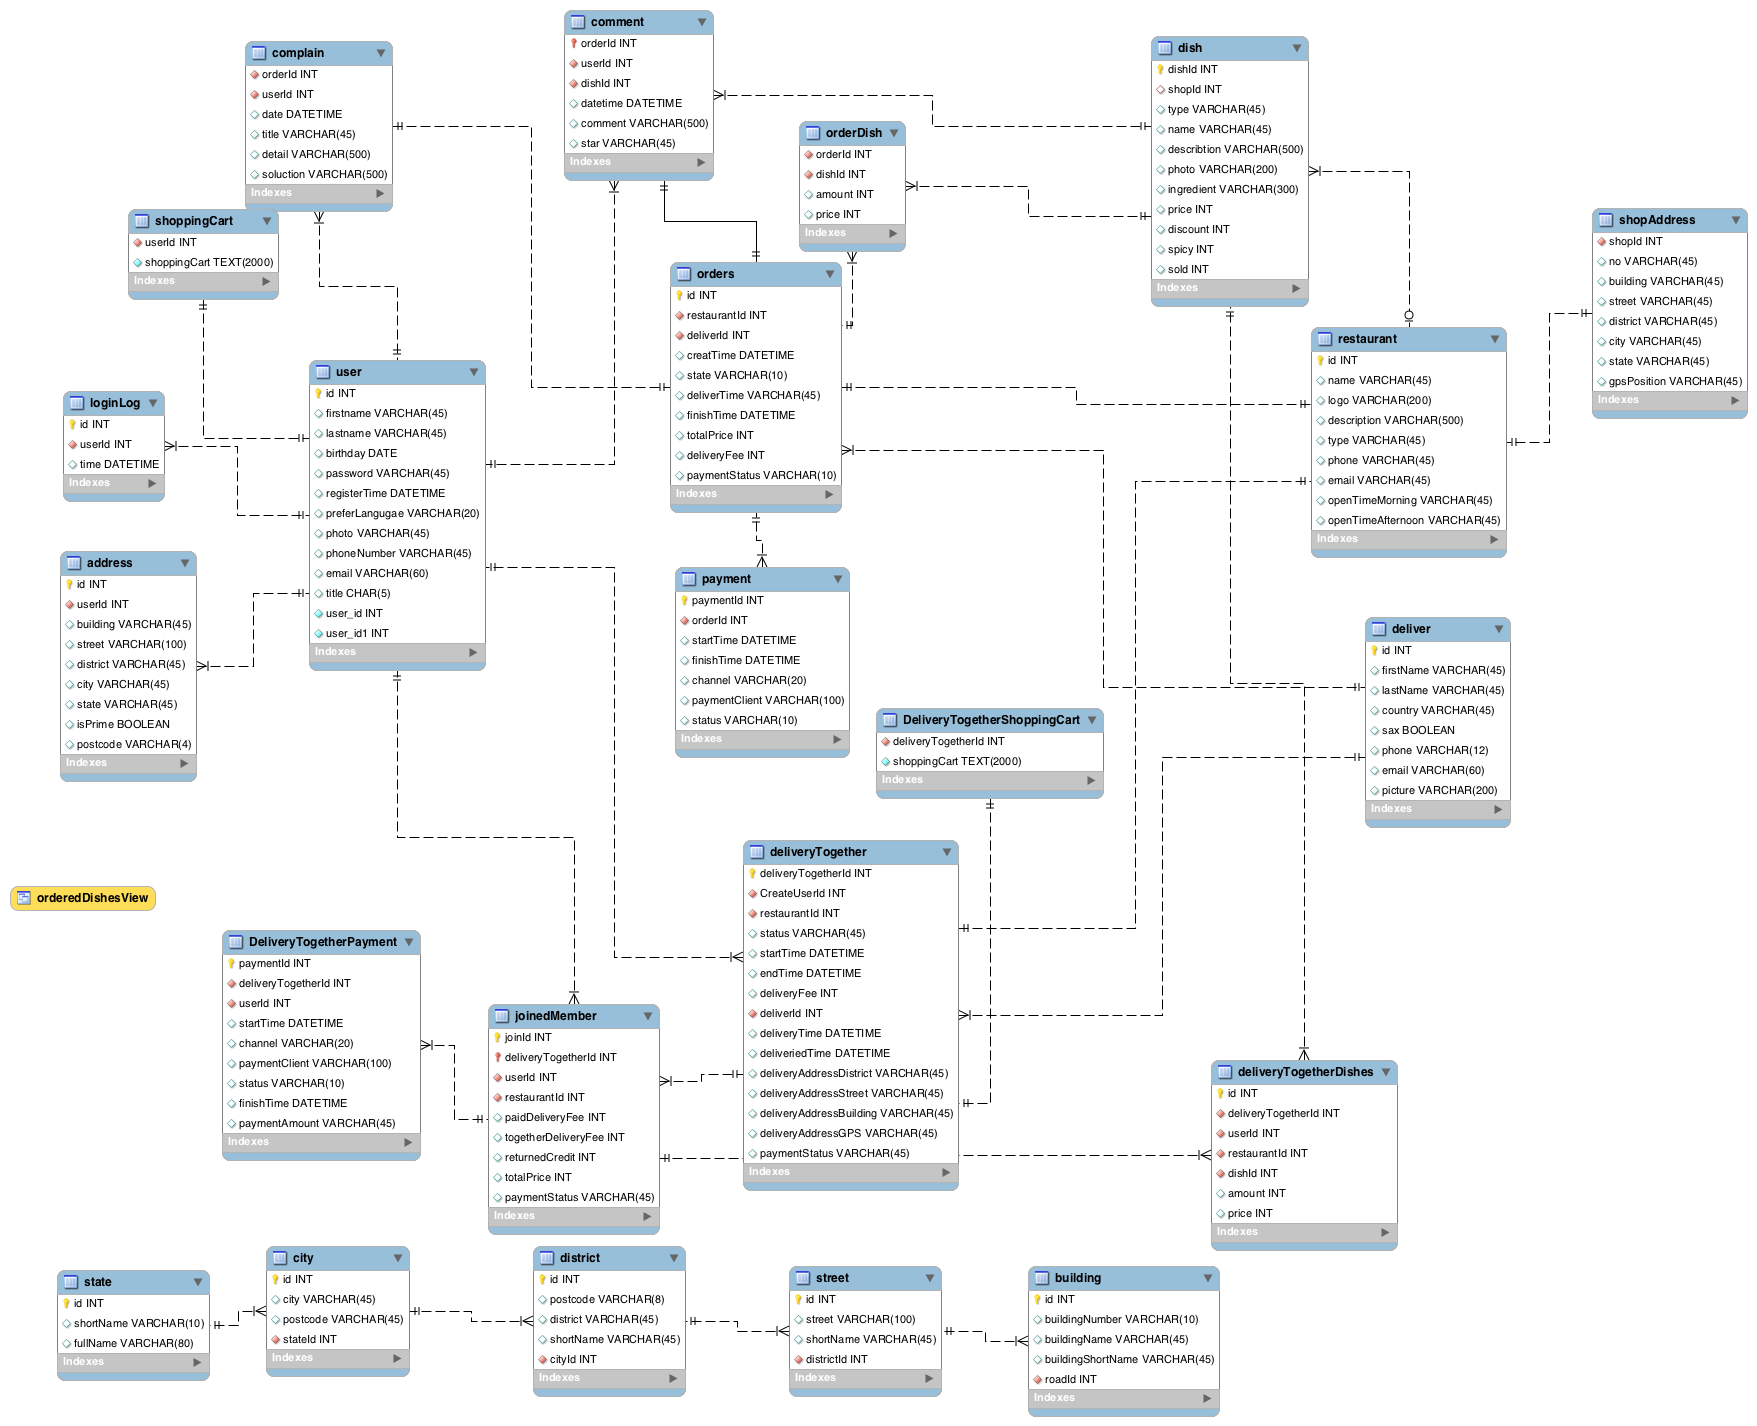 complain
orderId INT
userId INT
date DATETIME
title VARCHAR(45)
detail VARCHAR(500)
soluction VARCHAR(500)
Indexes
comment
orderId INT
userId INT
dishId INT
datetime DATETIME
comment VARCHAR(500)
star VARCHAR(45)
Indexes
dish
dishId INT
shopId INT
type VARCHAR(45)
name VARCHAR(45)
describtion VARCHAR(500)
photo VARCHAR(200)
ingredient VARCHAR(300)
price INT
discount INT
spicy INT
sold INT
Indexes
orderDish
orderId INT
dishId INT
amount INT
price INT
Indexes
shoppingCart
userId INT
shoppingCart TEXT(2000)
Indexes
shopAddress
shopId INT
no VARCHAR(45)
building VARCHAR(45)
street VARCHAR(45)
district VARCHAR(45)
city VARCHAR(45)
state VARCHAR(45)
gpsPosition VARCHAR(45)
Indexes
orders
id INT
restaurantId INT
deliverId INT
creatTime DATETIME
state VARCHAR(10)
deliverTime VARCHAR(45)
finishTime DATETIME
totalPrice INT
deliveryFee INT
paymentStatus VARCHAR(10)
Indexes
restaurant
id INT
name VARCHAR(45)
logo VARCHAR(200)
description VARCHAR(500)
type VARCHAR(45)
phone VARCHAR(45)
email VARCHAR(45)
openTimeMorning VARCHAR(45)
openTimeAfternoon VARCHAR(45)
Indexes
user
id INT
firstname VARCHAR(45)
lastname VARCHAR(45)
birthday DATE
password VARCHAR(45)
registerTime DATETIME
preferLangugae VARCHAR(20)
photo VARCHAR(45)
phoneNumber VARCHAR(45)
email VARCHAR(60)
title CHAR(5)
user_id INT
user_id1 INT
Indexes
loginLog
id INT
userId INT
time DATETIME
Indexes
address
id INT
userId INT
building VARCHAR(45)
street VARCHAR(100)
district VARCHAR(45)
city VARCHAR(45)
state VARCHAR(45)
isPrime BOOLEAN
postcode VARCHAR(4)
Indexes
payment
paymentId INT
orderId INT
startTime DATETIME
finishTime DATETIME
channel VARCHAR(20)
paymentClient VARCHAR(100)
status VARCHAR(10)
Indexes
deliver
id INT
firstName VARCHAR(45)
lastName VARCHAR(45)
country VARCHAR(45)
sax BOOLEAN
phone VARCHAR(12)
email VARCHAR(60)
picture VARCHAR(200)
Indexes
DeliveryTogetherShoppingCart
deliveryTogetherId INT
shoppingCart TEXT(2000)
Indexes
deliveryTogether
deliveryTogetherId INT
CreateUserId INT
restaurantId INT
status VARCHAR(45)
startTime DATETIME
endTime DATETIME
deliveryFee INT
deliverId INT
deliveryTime DATETIME
deliveriedTime DATETIME
deliveryAddressDistrict VARCHAR(45)
deliveryAddressStreet VARCHAR(45)
deliveryAddressBuilding VARCHAR(45)
deliveryAddressGPS VARCHAR(45)
paymentStatus VARCHAR(45)
Indexes
orderedDishesView
DeliveryTogetherPayment
paymentId INT
deliveryTogetherId INT
userId INT
startTime DATETIME
channel VARCHAR(20)
paymentClient VARCHAR(100)
status VARCHAR(10)
finishTime DATETIME
paymentAmount VARCHAR(45)
Indexes
joinedMember
joinId INT
deliveryTogetherId INT
userId INT
restaurantId INT
paidDeliveryFee INT
togetherDeliveryFee INT
returnedCredit INT
totalPrice INT
paymentStatus VARCHAR(45)
Indexes
deliveryTogetherDishes
id INT
deliveryTogetherId INT
userId INT
restaurantId INT
dishId INT
amount INT
price INT
Indexes
state
id INT
shortName VARCHAR(10)
fullName VARCHAR(80)
Indexes
city
id INT
city VARCHAR(45)
postcode VARCHAR(45)
stateId INT
Indexes
district
id INT
postcode VARCHAR(8)
district VARCHAR(45)
shortName VARCHAR(45)
cityId INT
Indexes
street
id INT
street VARCHAR(100)
shortName VARCHAR(45)
districtId INT
Indexes
building
id INT
buildingNumber VARCHAR(10)
buildingName VARCHAR(45)
buildingShortName VARCHAR(45)
roadId INT
Indexes